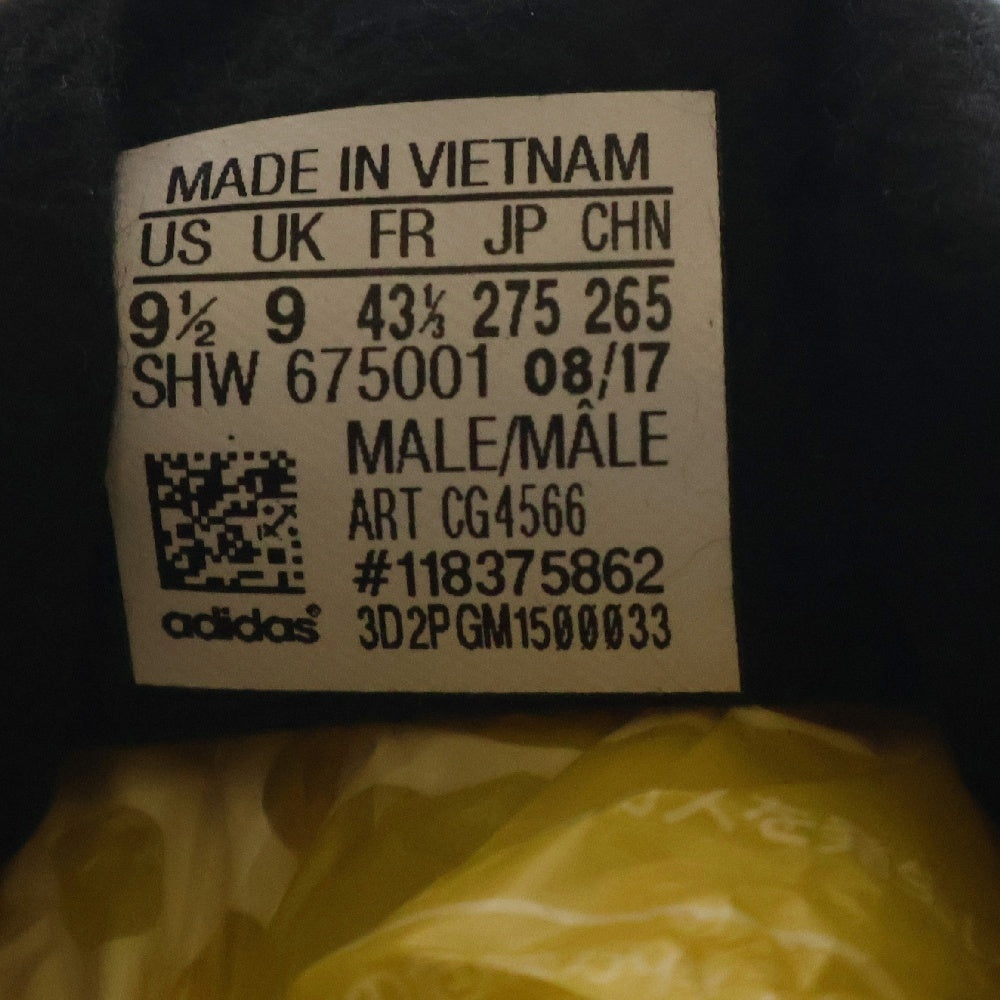 MADE IN VIETNAM
US UK FR JP CHN
9½ 9 43⅓ 275 265
SHW 675001 08/17
MALE/MÂLE
ART CG4566
#118375862
adidas® 3D2PGM1500033